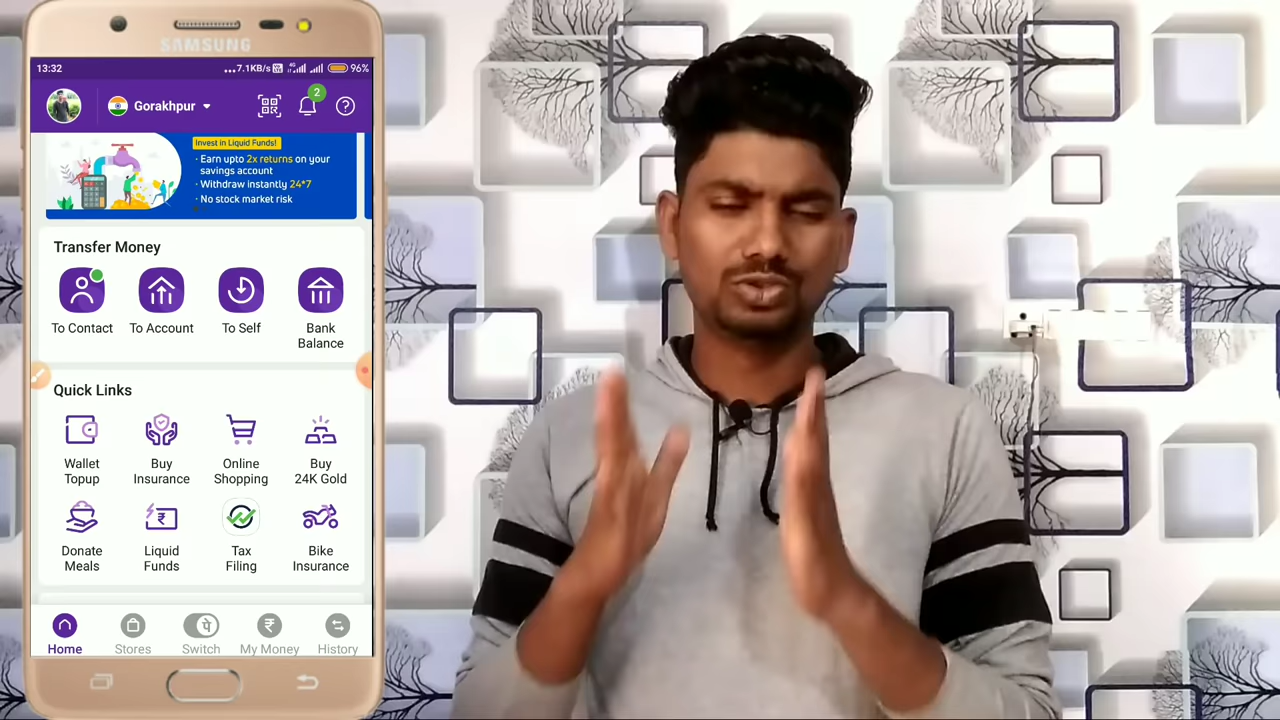 SAMSUNG
13:32
...7.1KB/s
4G
96%
Gorakhpur
2
Invest in Liquid Funds!
· Earn upto 2x returns on your
savings account
· Withdraw instantly 24*7
· No stock market risk
Transfer Money
To Contact
To Account
To Self
Bank
Balance
Quick Links
Wallet
Topup
Buy
Insurance
Online
Shopping
Buy
24K Gold
Donate
Meals
₹
Liquid
Funds
Tax
Filing
Bike
Insurance
Home
Stores
पे
Switch
₹
My Money
History